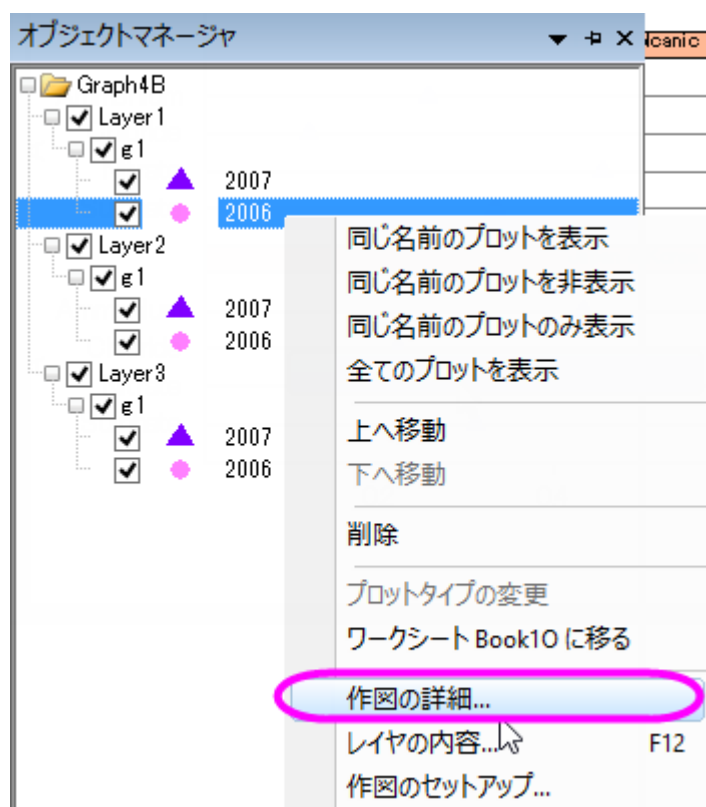 オブジェクトマネージャ
Graph4B
Layer1
g1
2007
2006
Layer2
g1
2007
2006
Layer3
g1
2007
2006
同じ名前のプロットを表示
同じ名前のプロットを非表示
同じ名前のプロットのみ表示
全てのプロットを表示
上へ移動
下へ移動
削除
プロットタイプの変更
ワークシート Book1O に移る
作図の詳細...
レイヤの内容... F12
作図のセットアップ...